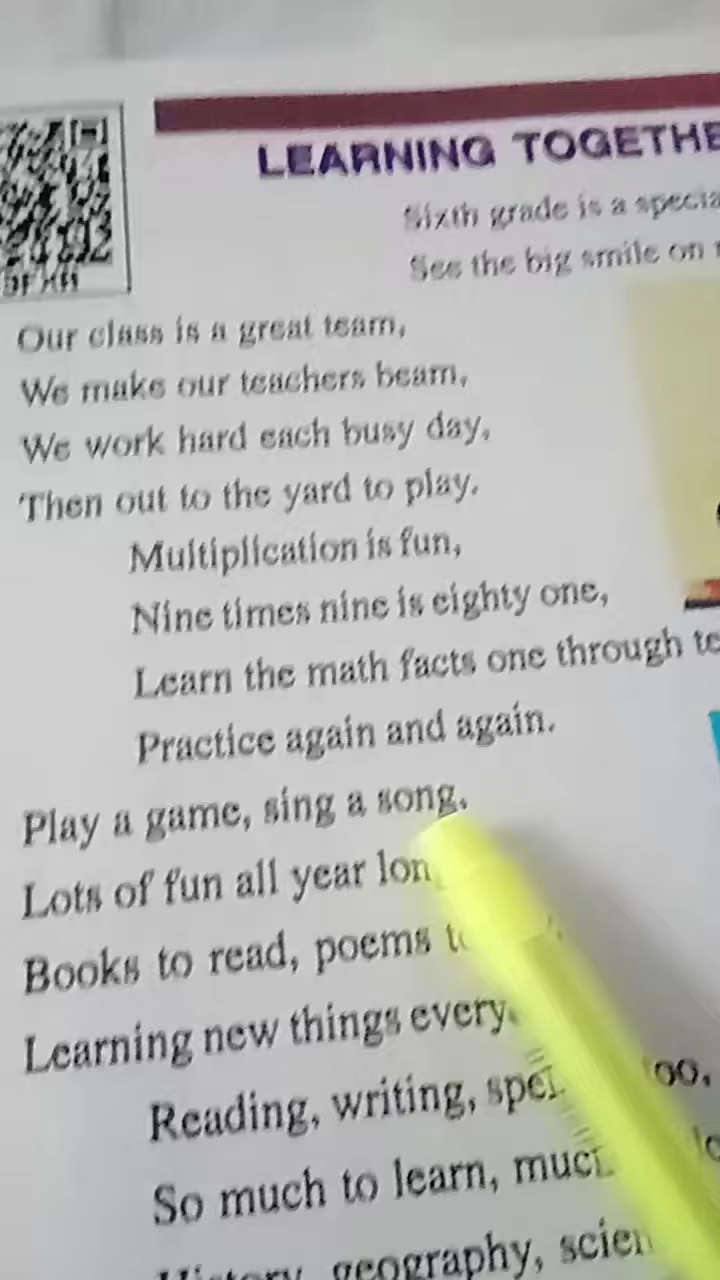 LEARNING TOGETHE
Sixth grade is a specia
See the big smile on
Our class is a great team,
We make our teachers beam,
We work hard each busy day,
Then out to the yard to play.
Multiplication is fun,
Nine times nine is eighty one,
Learn the math facts one through te
Practice again and again.
Play a game, sing a song,
Lots of fun all year lon
Books to read, poems
Learning new things every
Reading, writing, spe oo,
So much to learn, muc
History, geography, scien